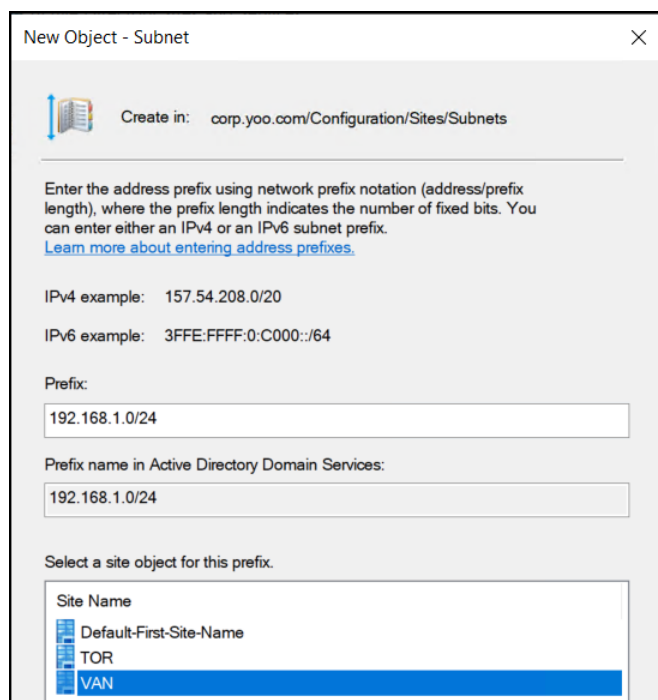 New Object - Subnet
Create in: corp.yoo.com/Configuration/Sites/Subnets
Enter the address prefix using network prefix notation (address/prefix
length), where the prefix length indicates the number of fixed bits. You
can enter either an IPv4 or an IPv6 subnet prefix.
Learn more about entering address prefixes.
IPv4 example: 157.54.208.0/20
IPv6 example: 3FFE:FFFF:0:C000::/64
Prefix:
192.168.1.0/24
Prefix name in Active Directory Domain Services:
192.168.1.0/24
Select a site object for this prefix.
Site Name
Default-First-Site-Name
TOR
VAN